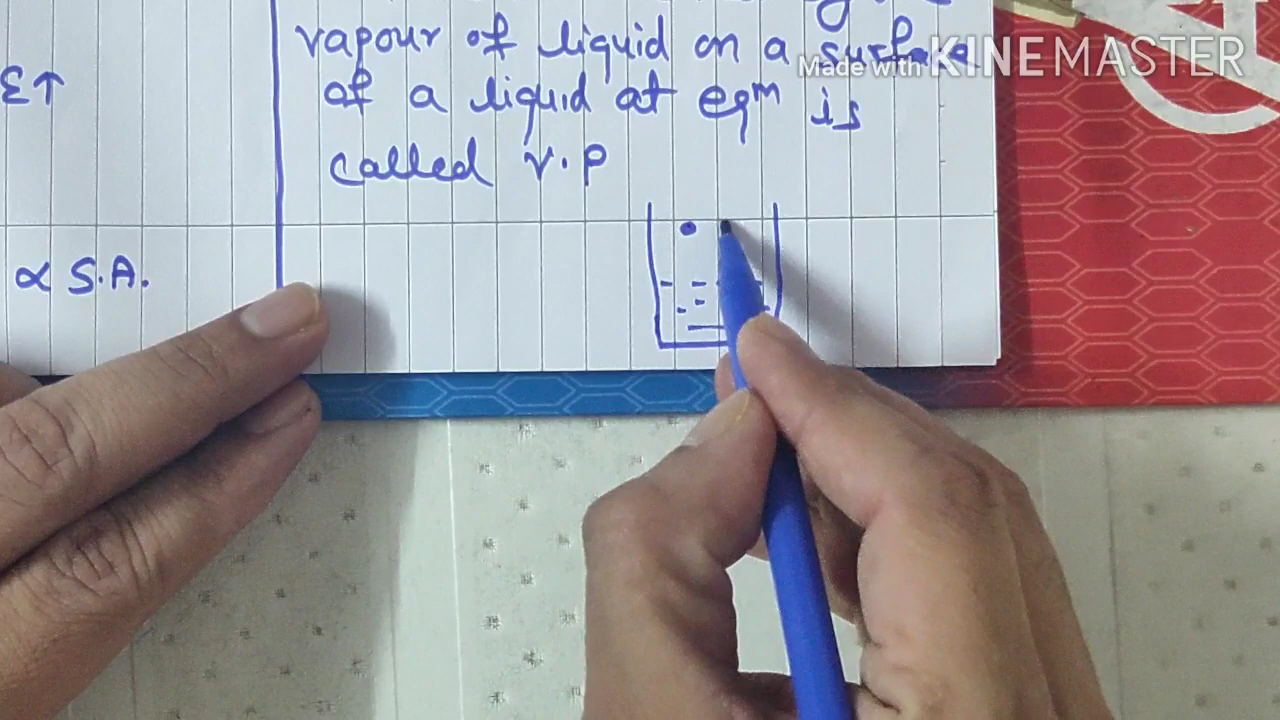 vapour of liquid on a surface
Made with KINEMASTER
E↑
of a liquid at eqᵐ is
called v.p
∝ S.A.